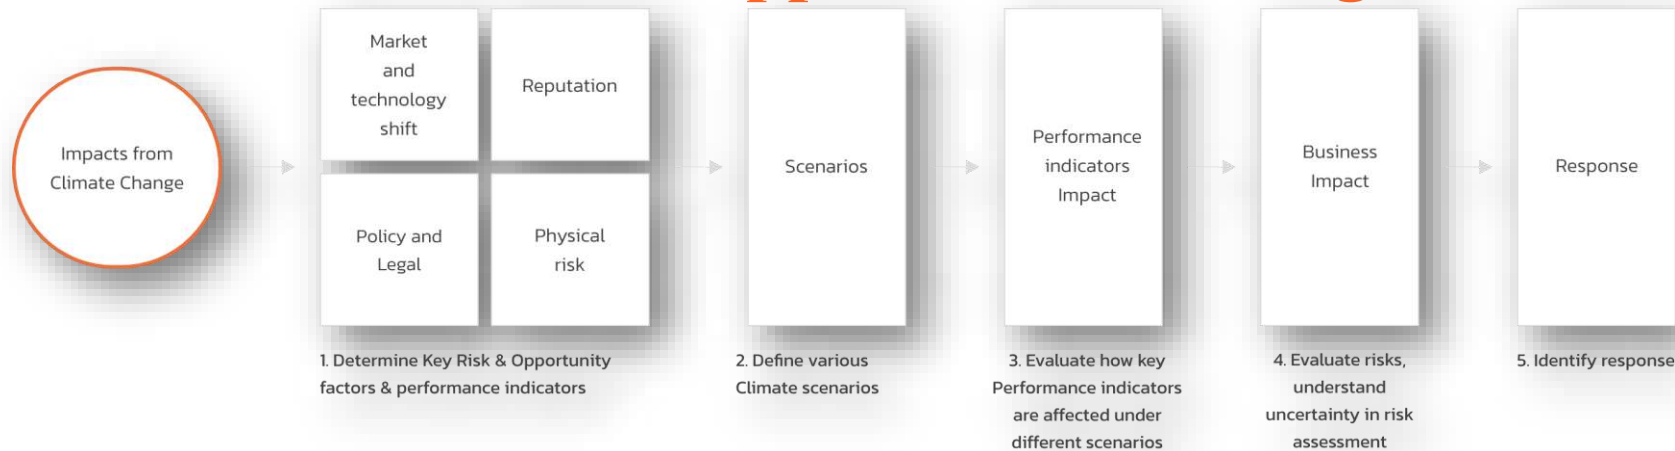 Impacts from
Climate Change
Market
and
technology
shift
Reputation
Policy and
Legal
Physical
risk
Scenarios
Performance
indicators
Impact
Business
Impact
Response
1. Determine Key Risk & Opportunity
factors & performance indicators
2. Define various
Climate scenarios
3. Evaluate how key
Performance indicators
are affected under
different scenarios
4. Evaluate risks,
understand
uncertainty in risk
assessment
5. Identify response